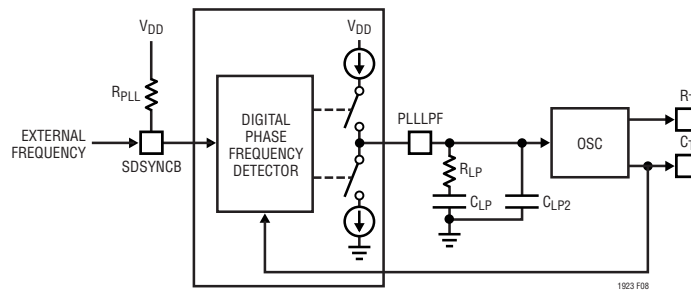 VDD
RPLL
EXTERNAL
FREQUENCY
SDSYNCB
DIGITAL
PHASE
FREQUENCY
DETECTOR
VDD
PLLLPF
RLP
CLP
CLP2
OSC
1923 F08